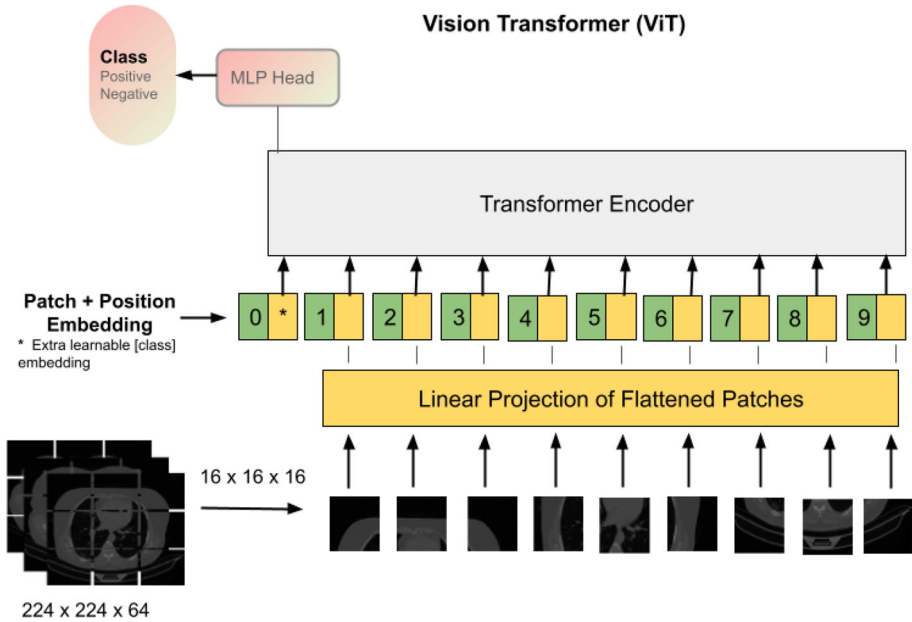 Vision Transformer (ViT)
Class
Positive
Negative
MLP Head
Transformer Encoder
Patch + Position
Embedding
* Extra learnable [class]
embedding
0 * 1 2 3 4 5 6 7 8 9
Linear Projection of Flattened Patches
16 x 16 x 16
224 x 224 x 64